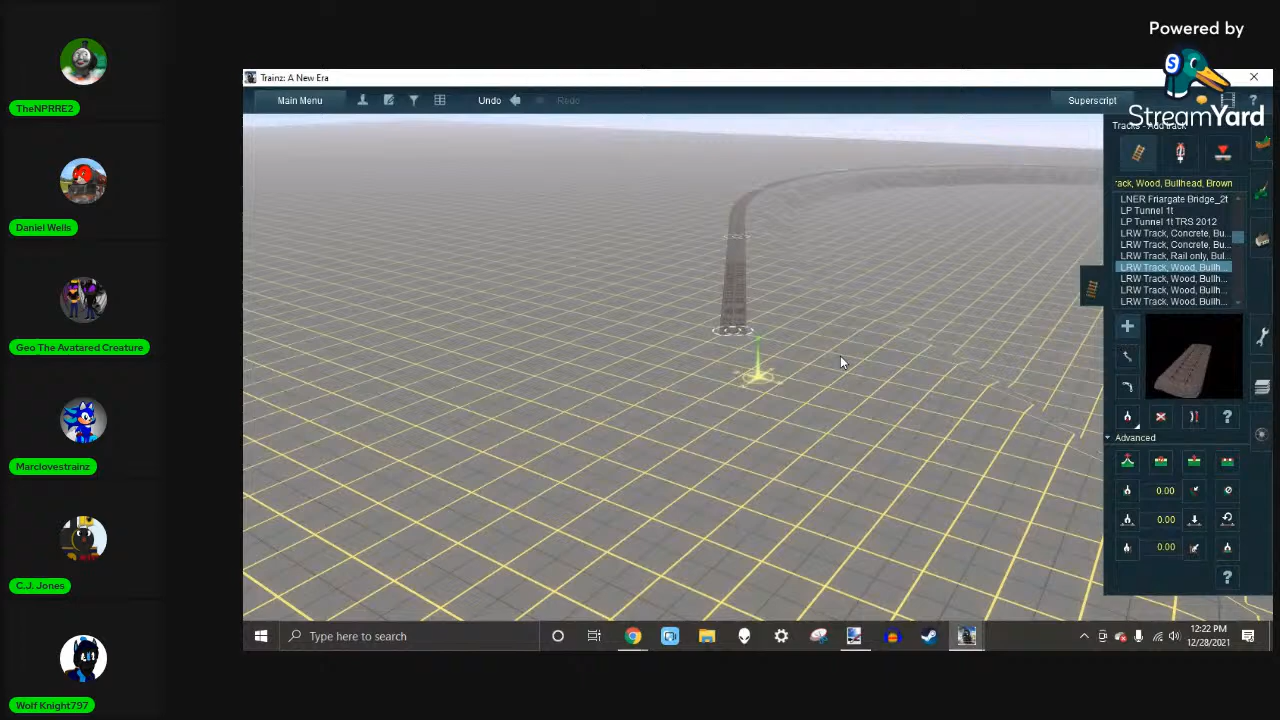 Powered by
S
StreamYard
TheNPRRE2
Daniel Wells
Geo The Avatared Creature
Marclovestrainz
C.J. Jones
Wolf Knight797
Trainz: A New Era
Main Menu
Undo
Redo
Superscript
?
Tracks - Add track
rack, Wood, Bullhead, Brown
LNER Friargate Bridge_2t
LP Tunnel 1t
LP Tunnel 1t TRS 2012
LRW Track, Concrete, Bu...
LRW Track, Concrete, Bu...
LRW Track, Rail only, Bul...
LRW Track, Wood, Bullh...
LRW Track, Wood, Bullh...
LRW Track, Wood, Bullh...
LRW Track, Wood, Bullh...
?
Advanced
0.00
0.00
0.00
?
Type here to search
12:22 PM
12/28/2021